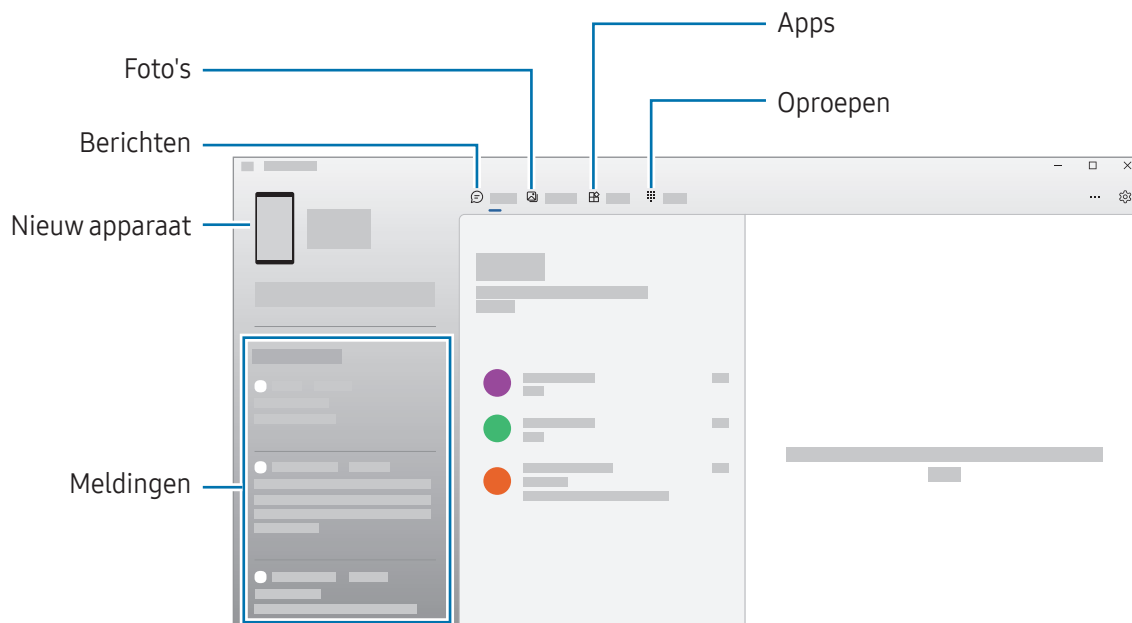 Apps
Foto's
Oproepen
Berichten
Nieuw apparaat
Meldingen